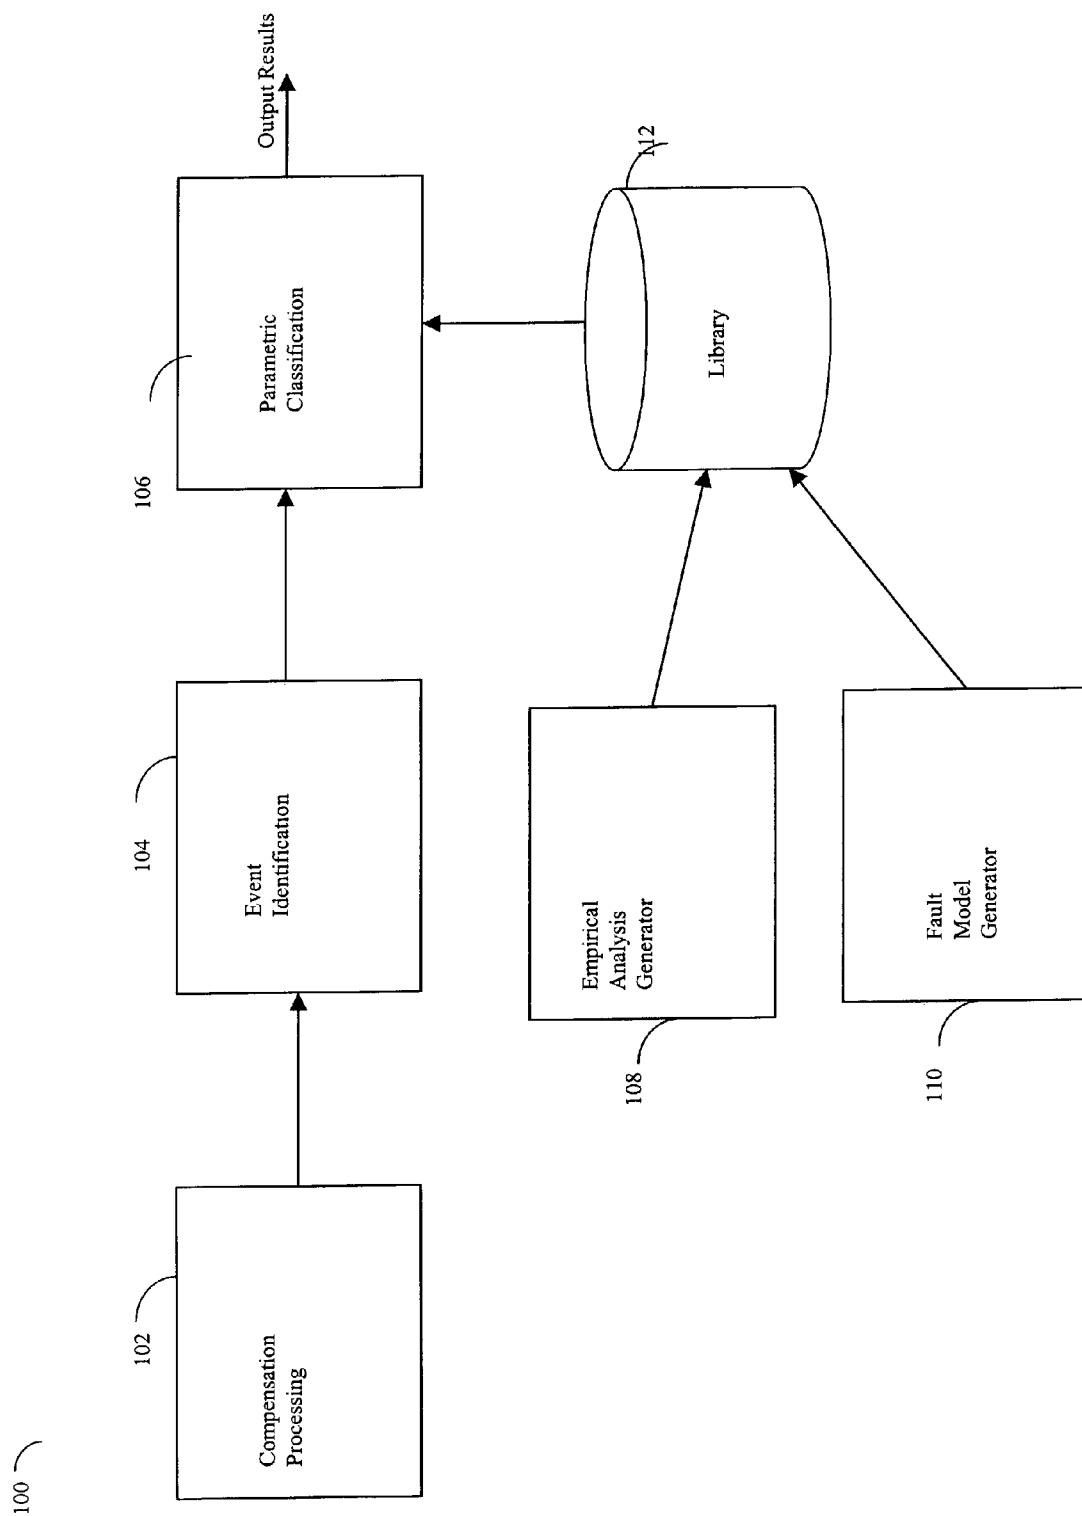 100
102
Compensation
Processing
104
Event
Identification
106
Parametric
Classification
Output Results
108
Empirical
Analysis
Generator
110
Fault
Model
Generator
112
Library